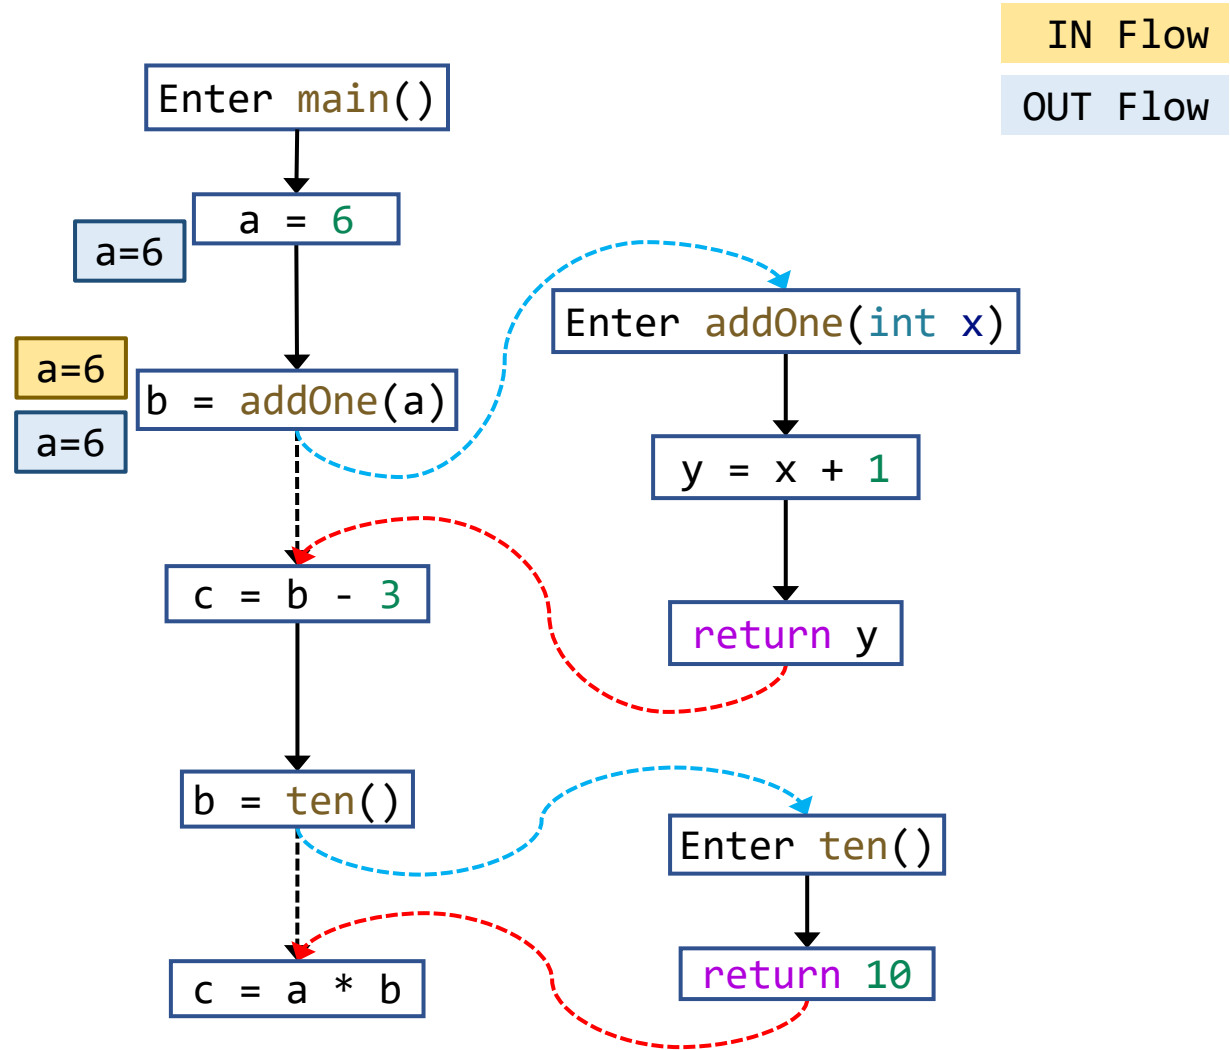 IN Flow
OUT Flow
Enter main()
a = 6
a=6
Enter addOne(int x)
a=6
b = addOne(a)
a=6
y = x + 1
c = b - 3
return y
b = ten()
Enter ten()
c = a * b
return 10